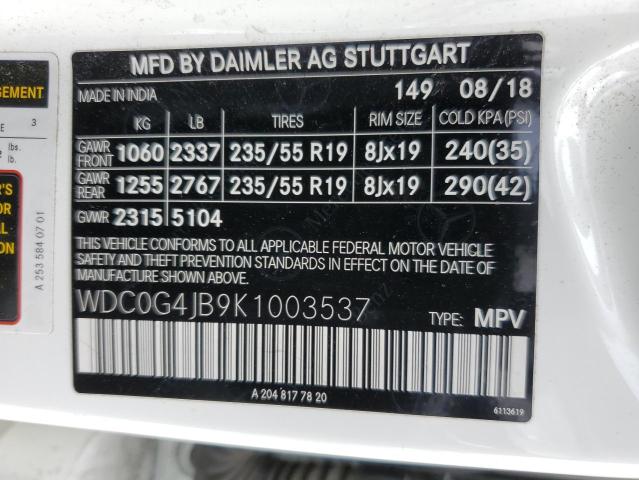 MFD BY DAIMLER AG STUTTGART
MADE IN INDIA 149 08/18
KG LB TIRES RIM SIZE COLD KPA (PSI)
GAWR FRONT 1060 2337 235/55 R19 8Jx19 240(35)
GAWR REAR 1255 2767 235/55 R19 8Jx19 290(42)
GVWR 2315 5104
THIS VEHICLE CONFORMS TO ALL APPLICABLE FEDERAL MOTOR VEHICLE
SAFETY AND THEFT PREVENTION STANDARDS IN EFFECT
ON THE DATE OF MANUFACTURE SHOWN ABOVE.
WDC0G4JB9K1003537 TYPE: MPV
A 204 817 78 20
6113619
3
lbs.
lb.
A 253 584 07 01